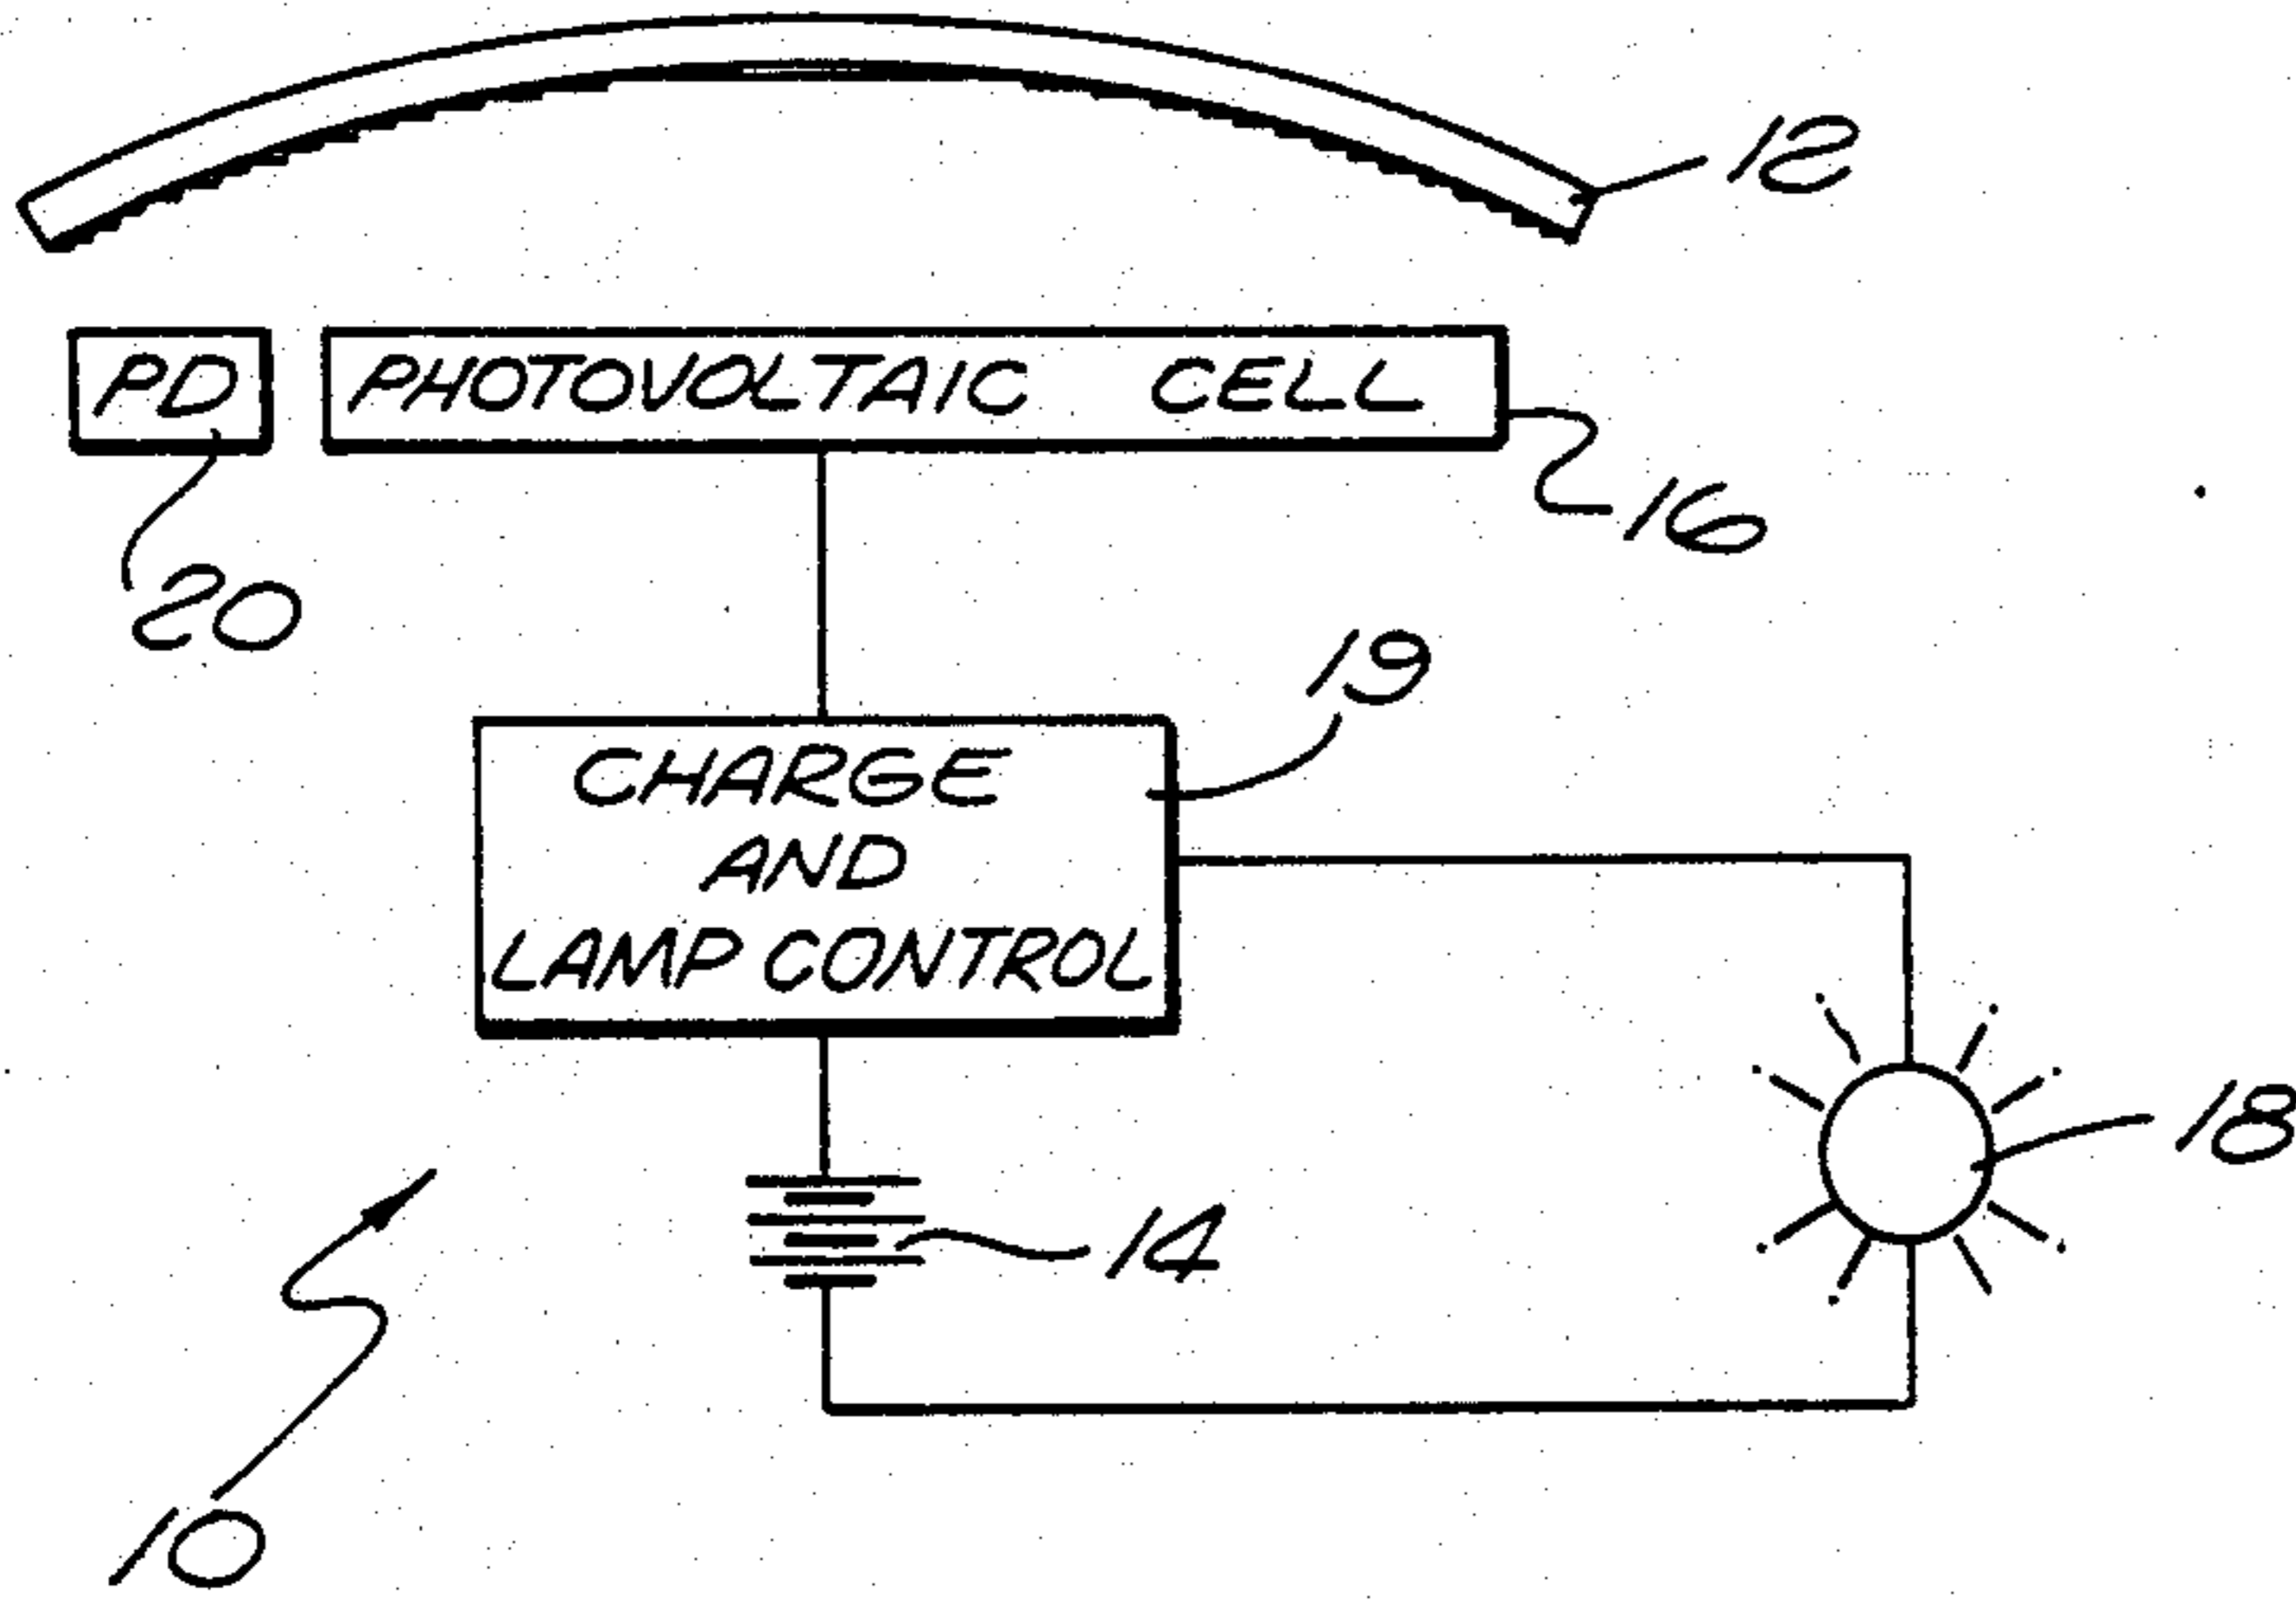 12
PD
PHOTOVOLTAIC CELL
16
20
19
CHARGE
AND
LAMP CONTROL
18
14
10